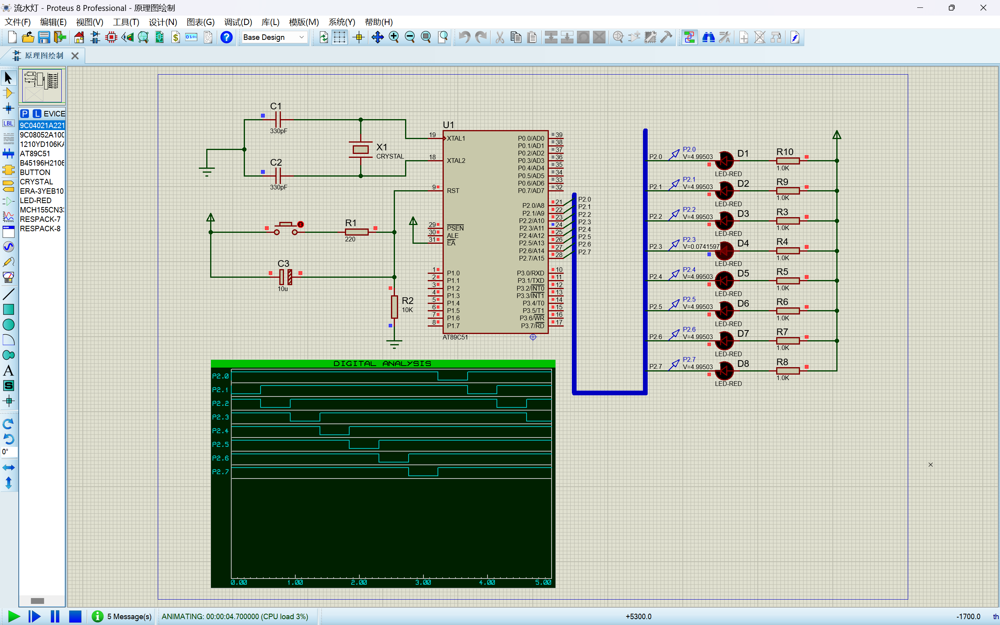 流水灯 - Proteus 8 Professional - 原理图绘制
文件(F) 编辑(E) 视图(V) 工具(T) 设计(N) 图表(G) 调试(D) 库(L) 模版(M) 系统(Y) 帮助(H)
Base Design
原理图绘制
P L EVICE
9C04021A221
9C08052A100
1210YD106KA
AT89C51
B45196H2106
BUTTON
CRYSTAL
ERA-3YEB10
LED-RED
MCH155CN33
RESPACK-7
RESPACK-8
LBL
A
S
0°
C1
330pF
C2
330pF
X1
CRYSTAL
R1
220
C3
10u
R2
10K
U1
19 XTAL1
18 XTAL2
9 RST
29 PSEN
30 ALE
31 EA
1 P1.0
2 P1.1
3 P1.2
4 P1.3
5 P1.4
6 P1.5
7 P1.6
8 P1.7
P0.0/AD0 39
P0.1/AD1 38
P0.2/AD2 37
P0.3/AD3 36
P0.4/AD4 35
P0.5/AD5 34
P0.6/AD6 33
P0.7/AD7 32
P2.0/A8 21 P2.0
P2.1/A9 22 P2.1
P2.2/A10 23 P2.2
P2.3/A11 24 P2.3
P2.4/A12 25 P2.4
P2.5/A13 26 P2.5
P2.6/A14 27 P2.6
P2.7/A15 28 P2.7
P3.0/RXD 10
P3.1/TXD 11
P3.2/INT0 12
P3.3/INT1 13
P3.4/T0 14
P3.5/T1 15
P3.6/WR 16
P3.7/RD 17
AT89C51
P2.0 P2.0 V=4.99503 D1 LED-RED R10 1.0K
P2.1 P2.1 V=4.99503 D2 LED-RED R9 1.0K
P2.2 P2.2 V=4.99503 D3 LED-RED R3 1.0K
P2.3 P2.3 V=0.0741597 D4 LED-RED R4 1.0K
P2.4 P2.4 V=4.99503 D5 LED-RED R5 1.0K
P2.5 P2.5 V=4.99503 D6 LED-RED R6 1.0K
P2.6 P2.6 V=4.99503 D7 LED-RED R7 1.0K
P2.7 P2.7 V=4.99503 D8 LED-RED R8 1.0K
DIGITAL ANALYSIS
P2.0
P2.1
P2.2
P2.3
P2.4
P2.5
P2.6
P2.7
0.00 1.00 2.00 3.00 4.00 5.00
5 Message(s) ANIMATING: 00:00:04.700000 (CPU load 3%) +5300.0 -1700.0 th